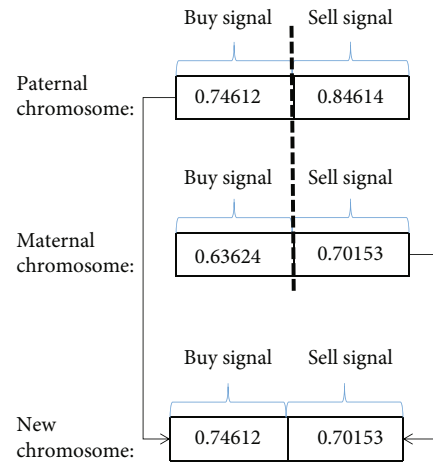 Buy signal Sell signal
Paternal
chromosome:
0.74612 0.84614
Buy signal Sell signal
Maternal
chromosome:
0.63624 0.70153
Buy signal Sell signal
New
chromosome:
0.74612 0.70153